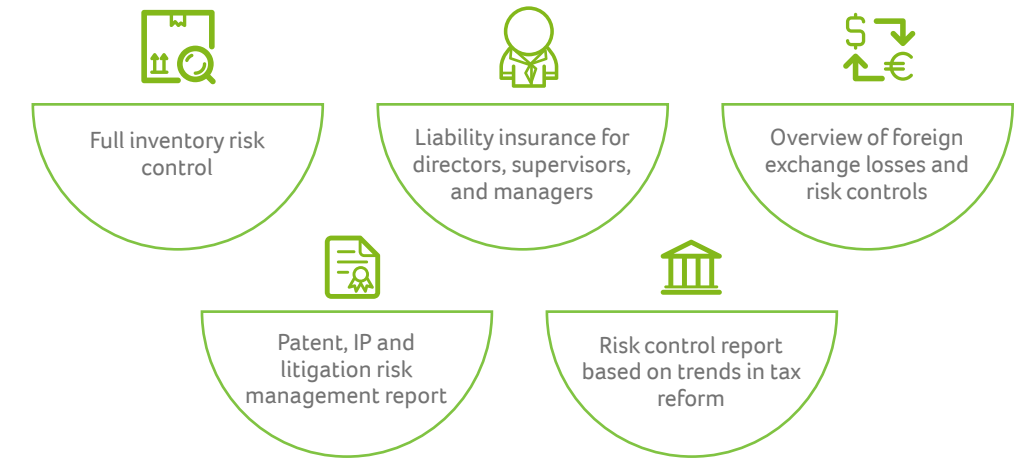 Full inventory risk
control
Liability insurance for
directors, supervisors,
and managers
Overview of foreign
exchange losses and
risk controls
Patent, IP and
litigation risk
management report
Risk control report
based on trends in tax
reform